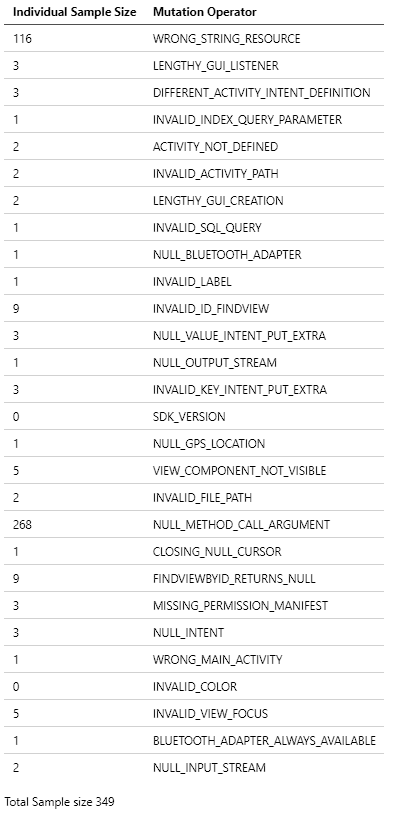 Individual Sample Size Mutation Operator
116 WRONG_STRING_RESOURCE
3 LENGTHY_GUI_LISTENER
3 DIFFERENT_ACTIVITY_INTENT_DEFINITION
1 INVALID_INDEX_QUERY_PARAMETER
2 ACTIVITY_NOT_DEFINED
2 INVALID_ACTIVITY_PATH
2 LENGTHY_GUI_CREATION
1 INVALID_SQL_QUERY
1 NULL_BLUETOOTH_ADAPTER
1 INVALID_LABEL
9 INVALID_ID_FINDVIEW
3 NULL_VALUE_INTENT_PUT_EXTRA
1 NULL_OUTPUT_STREAM
3 INVALID_KEY_INTENT_PUT_EXTRA
0 SDK_VERSION
1 NULL_GPS_LOCATION
5 VIEW_COMPONENT_NOT_VISIBLE
2 INVALID_FILE_PATH
268 NULL_METHOD_CALL_ARGUMENT
1 CLOSING_NULL_CURSOR
9 FINDVIEWBYID_RETURNS_NULL
3 MISSING_PERMISSION_MANIFEST
3 NULL_INTENT
1 WRONG_MAIN_ACTIVITY
0 INVALID_COLOR
5 INVALID_VIEW_FOCUS
1 BLUETOOTH_ADAPTER_ALWAYS_AVAILABLE
2 NULL_INPUT_STREAM
Total Sample size 349